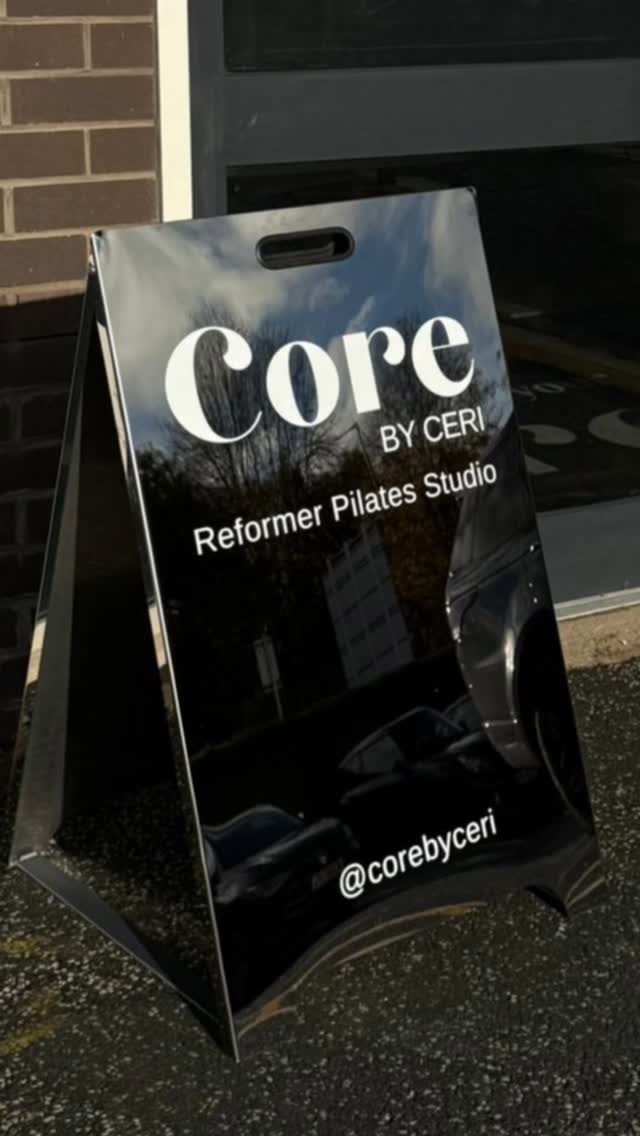 Core
BY CERI
Reformer Pilates Studio
@corebyceri